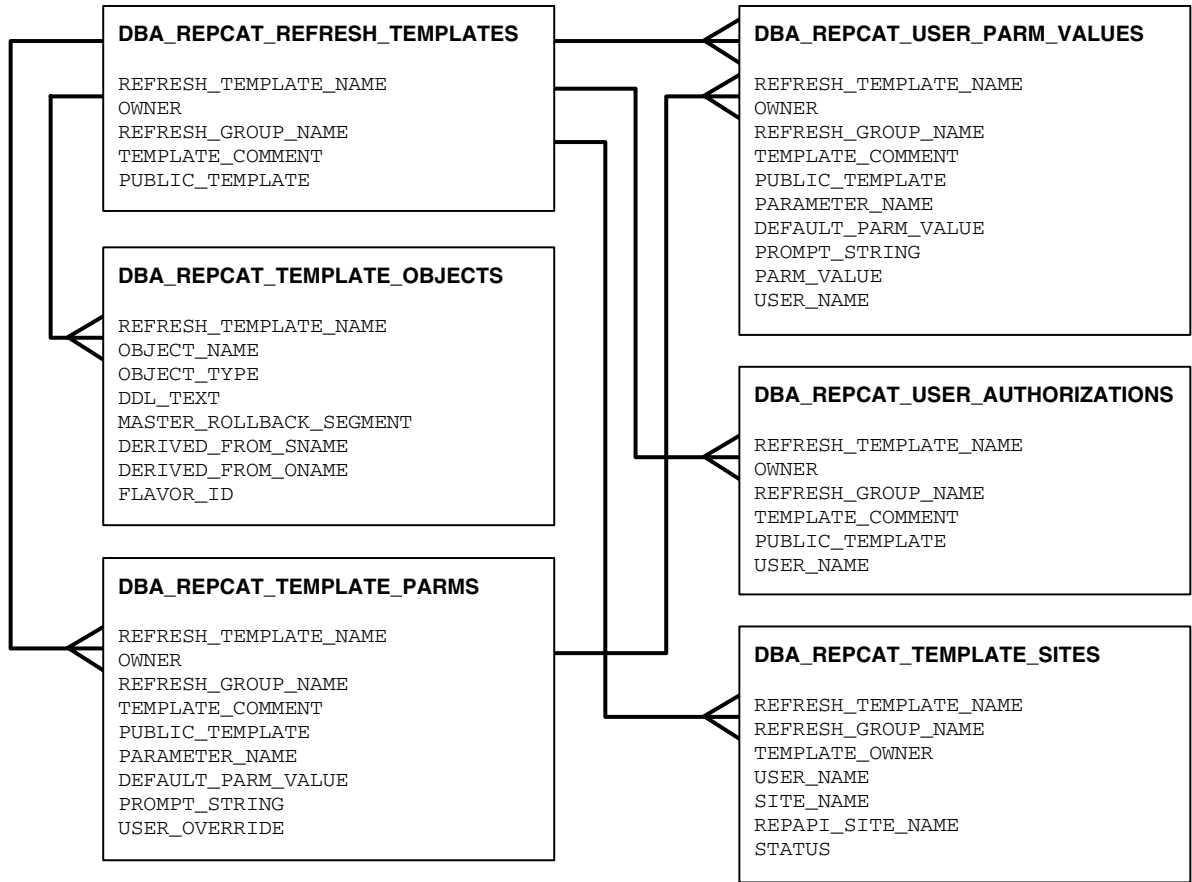 DBA_REPCAT_REFRESH_TEMPLATES
REFRESH_TEMPLATE_NAME
OWNER
REFRESH_GROUP_NAME
TEMPLATE_COMMENT
PUBLIC_TEMPLATE
DBA_REPCAT_TEMPLATE_OBJECTS
REFRESH_TEMPLATE_NAME
OBJECT_NAME
OBJECT_TYPE
DDL_TEXT
MASTER_ROLLBACK_SEGMENT
DERIVED_FROM_SNAME
DERIVED_FROM_ONAME
FLAVOR_ID
DBA_REPCAT_TEMPLATE_PARMS
REFRESH_TEMPLATE_NAME
OWNER
REFRESH_GROUP_NAME
TEMPLATE_COMMENT
PUBLIC_TEMPLATE
PARAMETER_NAME
DEFAULT_PARM_VALUE
PROMPT_STRING
USER_OVERRIDE
DBA_REPCAT_USER_PARM_VALUES
REFRESH_TEMPLATE_NAME
OWNER
REFRESH_GROUP_NAME
TEMPLATE_COMMENT
PUBLIC_TEMPLATE
PARAMETER_NAME
DEFAULT_PARM_VALUE
PROMPT_STRING
PARM_VALUE
USER_NAME
DBA_REPCAT_USER_AUTHORIZATIONS
REFRESH_TEMPLATE_NAME
OWNER
REFRESH_GROUP_NAME
TEMPLATE_COMMENT
PUBLIC_TEMPLATE
USER_NAME
DBA_REPCAT_TEMPLATE_SITES
REFRESH_TEMPLATE_NAME
REFRESH_GROUP_NAME
TEMPLATE_OWNER
USER_NAME
SITE_NAME
REPAPI_SITE_NAME
STATUS